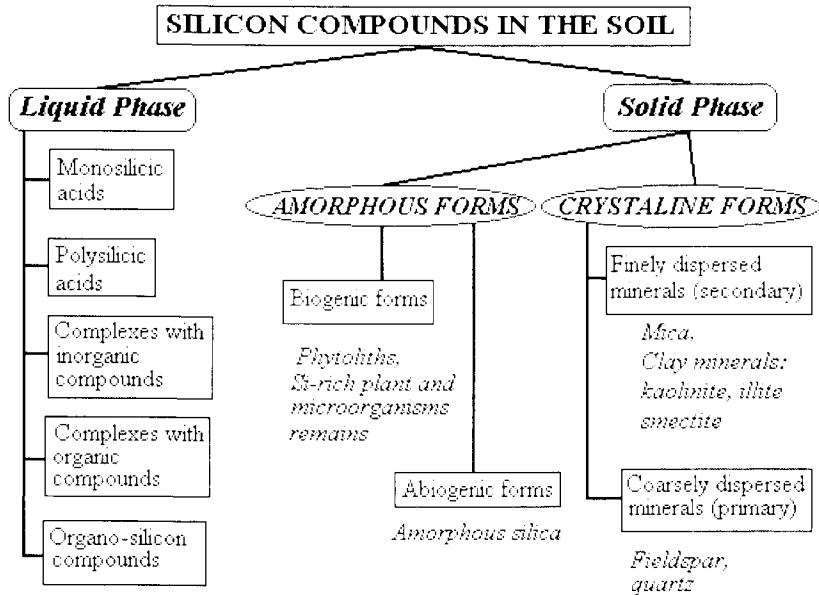 SILICON COMPOUNDS IN THE SOIL
Liquid Phase
Monosilicic
acids
Polysilicic
acids
Complexes with
inorganic
compounds
Complexes with
organic
compounds
Organo-silicon
compounds
Solid Phase
AMORPHOUS FORMS
Biogenic forms
Phytoliths,
Si-rich plant and
microorganisms
remains
Abiogenic forms
Amorphous silica
CRYSTALINE FORMS
Finely dispersed
minerals (secondary)
Mica,
Clay minerals:
kaolinite, illite
smectite
Coarsely dispersed
minerals (primary)
Fieldspar,
quartz